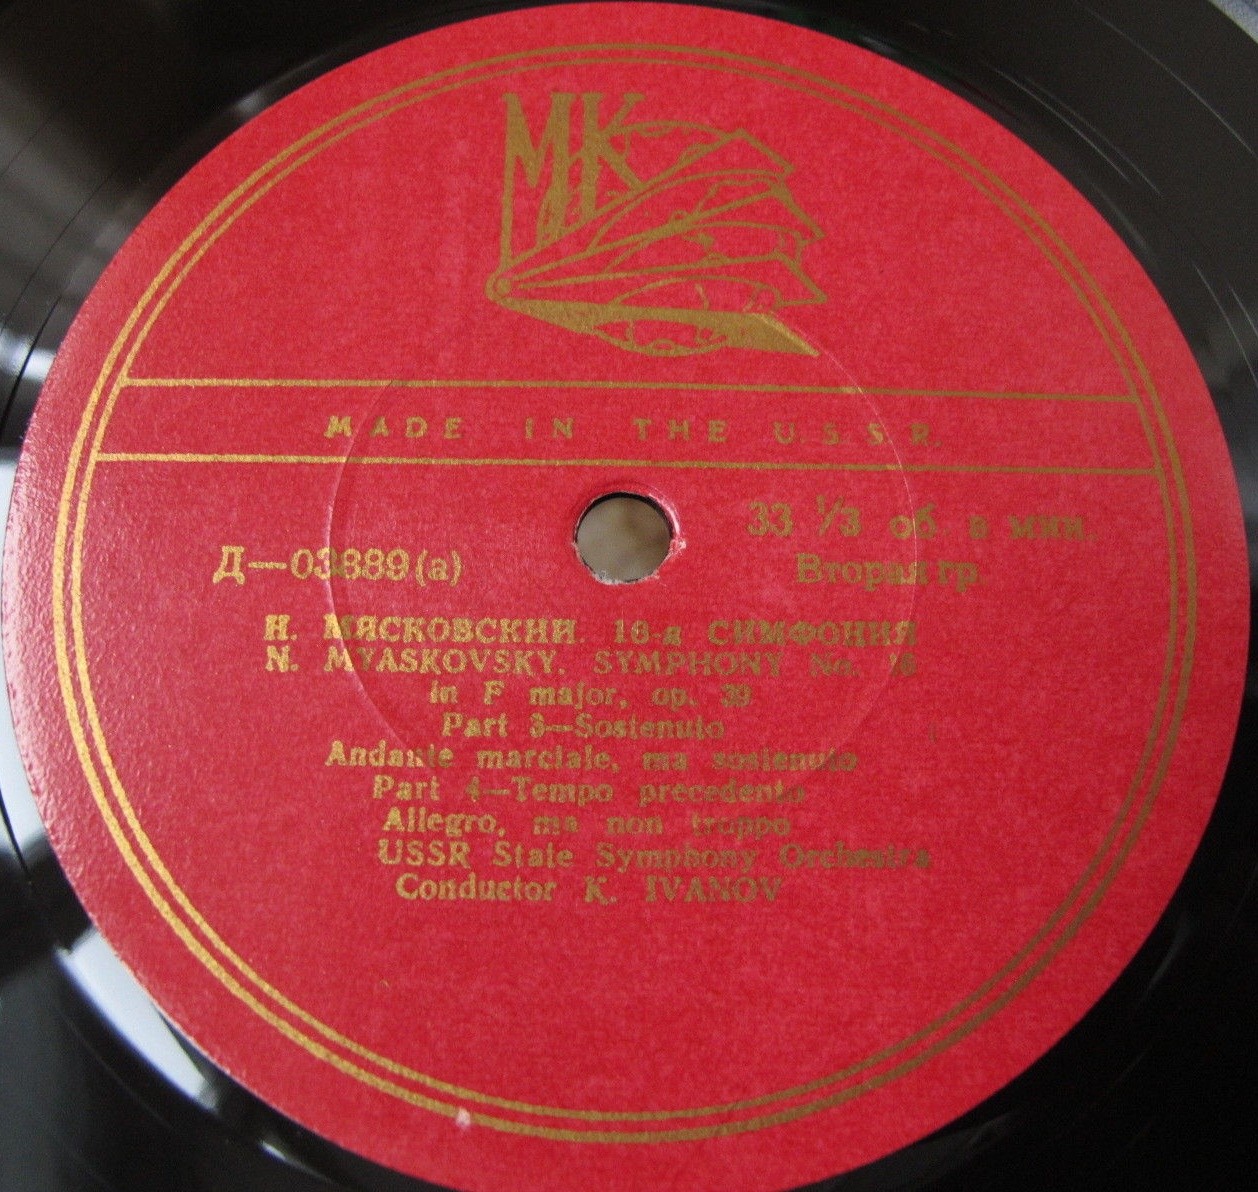 МК
MADE IN THE U.S.S.R.
33 1/3 об. в мин.
Д—03889(а)
Вторая гр.
Н. МЯСКОВСКИЙ. 16-я СИМФОНИЯ
N. MYASKOVSKY. SYMPHONY No. 16
in F major, op. 39
Part 3—Sostenuto
Andante marciale, ma sostenuto
Part 4—Tempo precedento
Allegro, ma non troppo
USSR State Symphony Orchestra
Conductor K. IVANOV